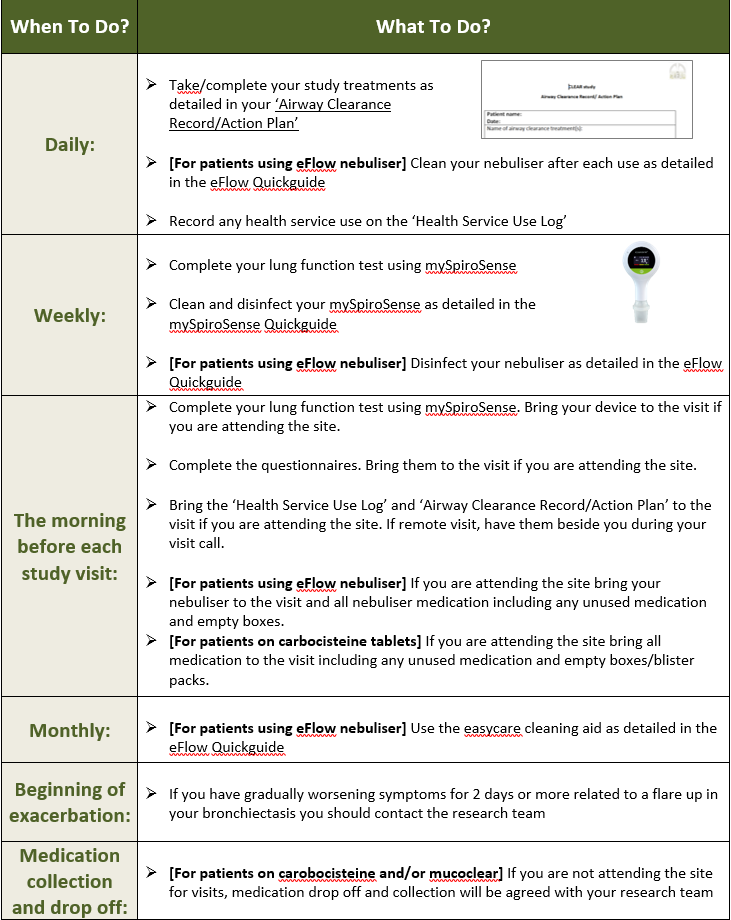 When To Do?
What To Do?
Daily:
➢ Take/complete your study treatments as
detailed in your ‘Airway Clearance
Record/Action Plan’
CLEAR study
Airway Clearance Record/ Action Plan
Patient name:
Date:
Name of airway clearance treatment(s):
➢ [For patients using eFlow nebuliser] Clean your nebuliser after each use as detailed
in the eFlow Quickguide
➢ Record any health service use on the ‘Health Service Use Log’
Weekly:
➢ Complete your lung function test using mySpiroSense
➢ Clean and disinfect your mySpiroSense as detailed in the
mySpiroSense Quickguide
➢ [For patients using eFlow nebuliser] Disinfect your nebuliser as detailed in the eFlow
Quickguide
The morning
before each
study visit:
➢ Complete your lung function test using mySpiroSense. Bring your device to the visit if
you are attending the site.
➢ Complete the questionnaires. Bring them to the visit if you are attending the site.
➢ Bring the ‘Health Service Use Log’ and ‘Airway Clearance Record/Action Plan’ to the
visit if you are attending the site. If remote visit, have them beside you during your
visit call.
➢ [For patients using eFlow nebuliser] If you are attending the site bring your
nebuliser to the visit and all nebuliser medication including any unused medication
and empty boxes.
➢ [For patients on carbocisteine tablets] If you are attending the site bring all
medication to the visit including any unused medication and empty boxes/blister
packs.
Monthly:
➢ [For patients using eFlow nebuliser] Use the easycare cleaning aid as detailed in the
eFlow Quickguide
Beginning of
exacerbation:
➢ If you have gradually worsening symptoms for 2 days or more related to a flare up in
your bronchiectasis you should contact the research team
Medication
collection
and drop off:
➢ [For patients on carobocisteine and/or mucoclear] If you are not attending the site
for visits, medication drop off and collection will be agreed with your research team